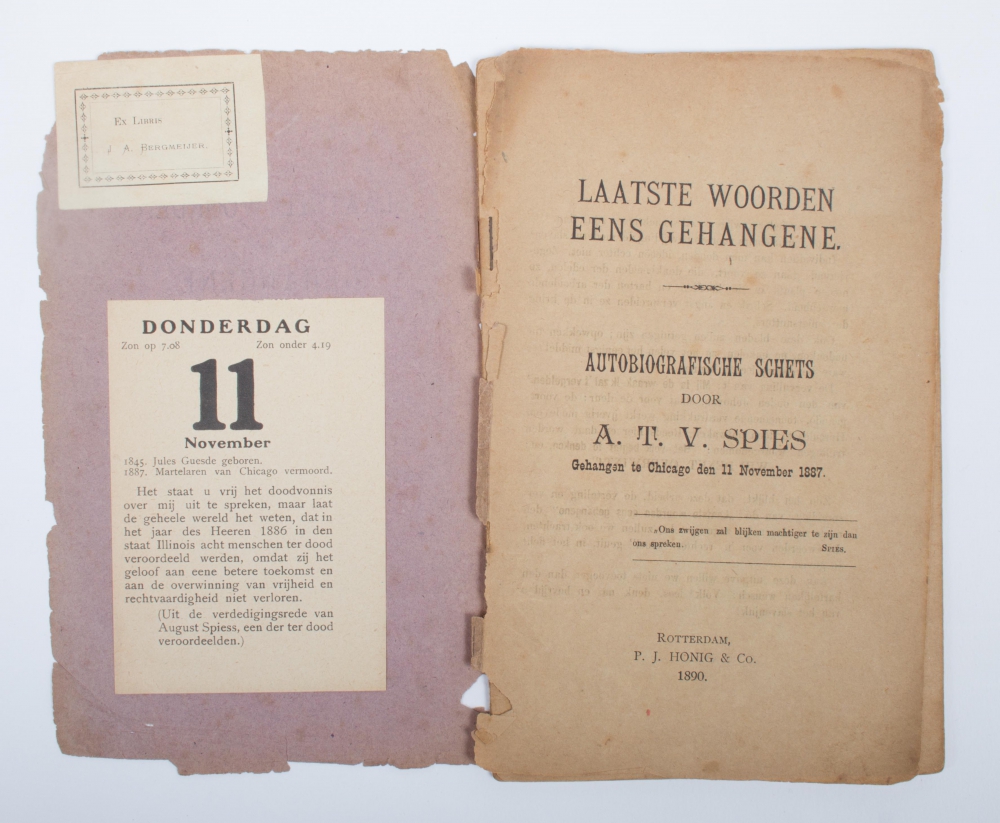 Ex Libris
J. A. Bergmeijer.
DONDERDAG
Zon op 7.08 Zon onder 4.19
11
November
1845. Jules Guesde geboren.
1887. Martelaren van Chicago vermoord.
Het staat u vrij het doodvonnis
over mij uit te spreken, maar laat
de geheele wereld het weten, dat in
het jaar des Heeren 1886 in den
staat Illinois acht menschen ter dood
veroordeeld werden, omdat zij het
geloof aan eene betere toekomst en
aan de overwinning van vrijheid en
rechtvaardigheid niet verloren.
(Uit de verdedigingsrede van
August Spiess, een der ter dood
veroordeelden.)
LAATSTE WOORDEN
EENS GEHANGENE.
AUTOBIOGRAFISCHE SCHETS
DOOR
A. T. V. SPIES
Gehangen te Chicago den 11 November 1887.
„Ons zwijgen zal blijken machtiger te zijn dan
ons spreken. SPIES.
ROTTERDAM,
P. J. HONIG & Co.
1890.